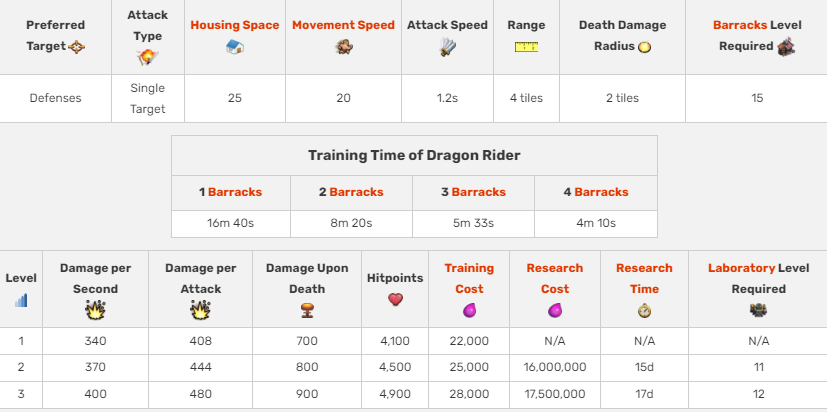 Preferred Target
Attack Type
Housing Space
Movement Speed
Attack Speed
Range
Death Damage Radius
Barracks Level Required
Defenses
Single Target
25
20
1.2s
4 tiles
2 tiles
15
Training Time of Dragon Rider
1 Barracks
2 Barracks
3 Barracks
4 Barracks
16m 40s
8m 20s
5m 33s
4m 10s
Level
Damage per Second
Damage per Attack
Damage Upon Death
Hitpoints
Training Cost
Research Cost
Research Time
Laboratory Level Required
1 340 408 700 4,100 22,000 N/A N/A N/A
2 370 444 800 4,500 25,000 16,000,000 15d 11
3 400 480 900 4,900 28,000 17,500,000 17d 12